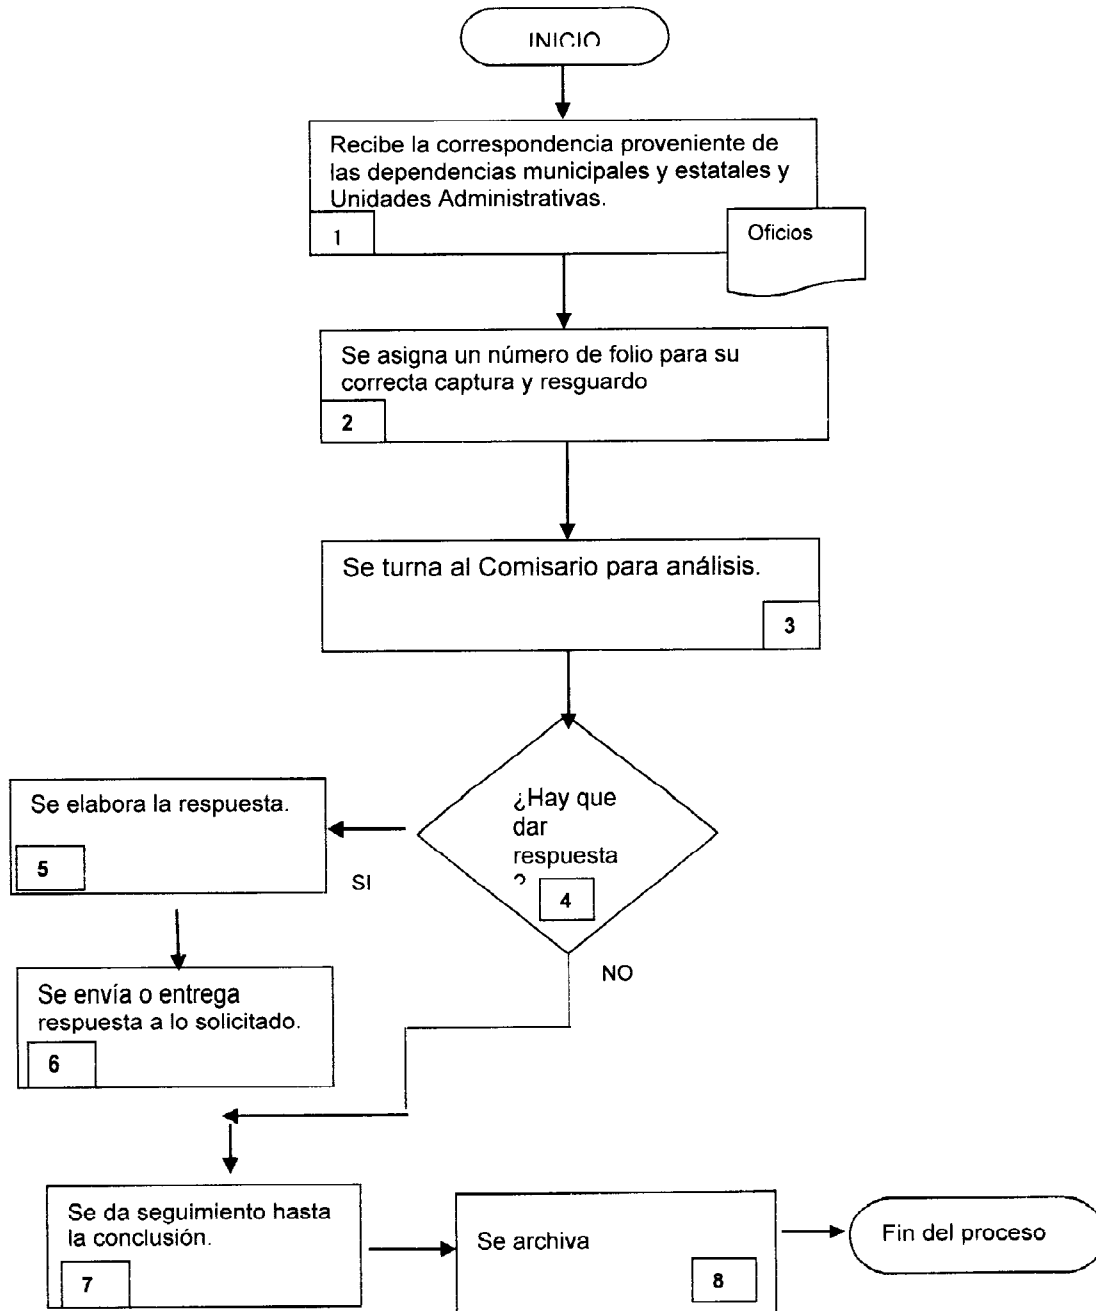 INICIO
Recibe la correspondencia proveniente de
las dependencias municipales y estatales y
Unidades Administrativas.
1
Oficios
Se asigna un número de folio para su
correcta captura y resguardo
2
Se turna al Comisario para análisis.
3
¿Hay que
dar
respuesta
?
4
SI
Se elabora la respuesta.
5
Se envía o entrega
respuesta a lo solicitado.
6
NO
Se da seguimiento hasta
la conclusión.
7
Se archiva
8
Fin del proceso